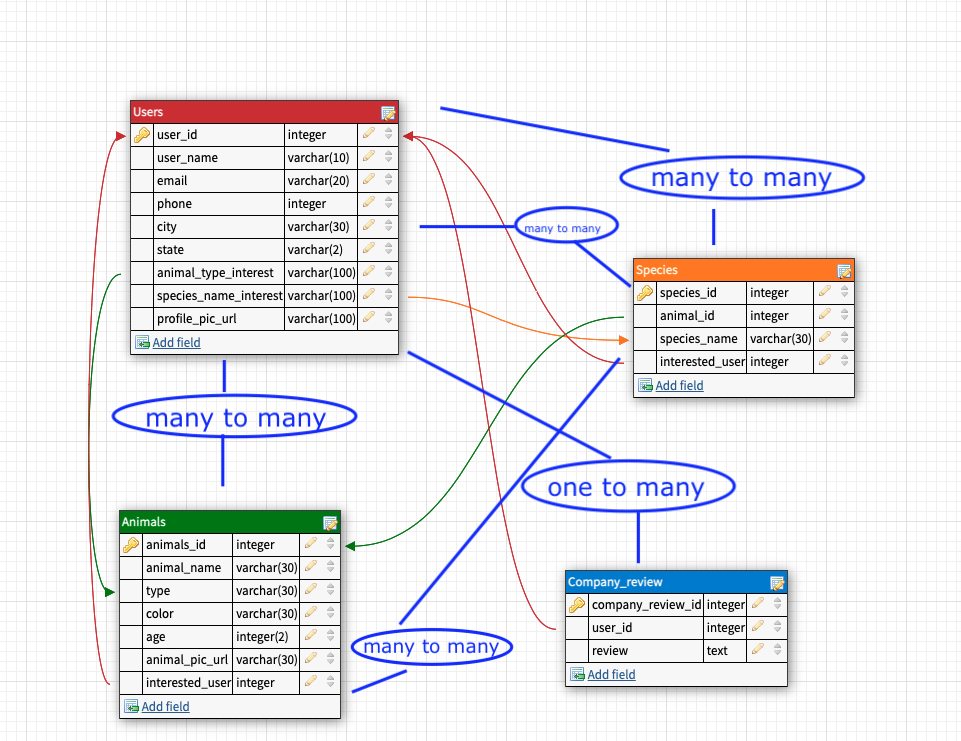 Users
user_id integer
user_name varchar(10)
email varchar(20)
phone integer
city varchar(30)
state varchar(2)
animal_type_interest varchar(100)
species_name_interest varchar(100)
profile_pic_url varchar(100)
Add field
many to many
many to many
Species
species_id integer
animal_id integer
species_name varchar(30)
interested_user integer
Add field
many to many
one to many
Animals
animals_id integer
animal_name varchar(30)
type varchar(30)
color varchar(30)
age integer(2)
animal_pic_url varchar(30)
interested_user integer
Add field
many to many
Company_review
company_review_id integer
user_id integer
review text
Add field